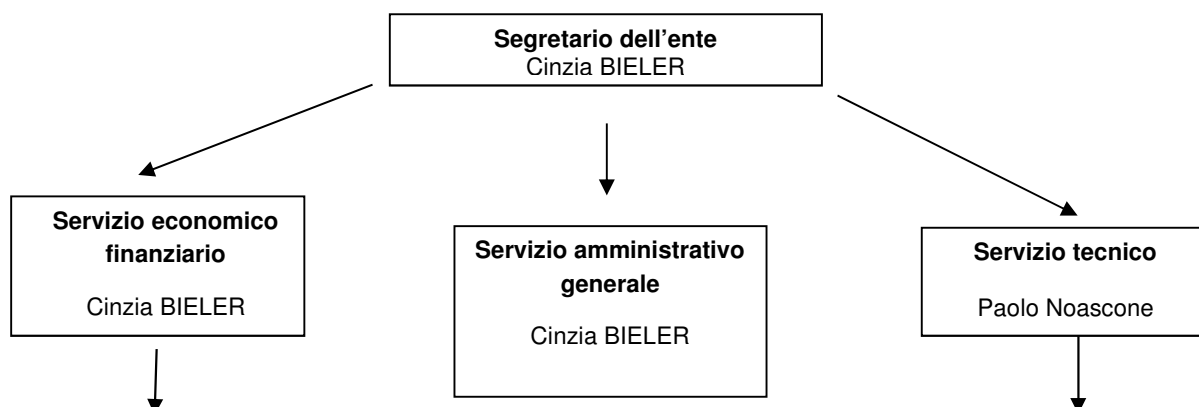 Segretario dell'ente
Cinzia BIELER
Servizio economico
finanziario
Cinzia BIELER
Servizio amministrativo
generale
Cinzia BIELER
Servizio tecnico
Paolo Noascone